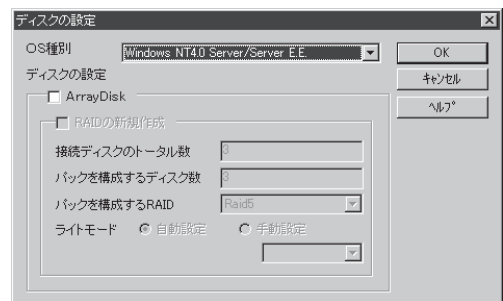 ディスクの設定
OS種別 Windows NT4.0 Server/Server E.E. OK
ディスクの設定 キャンセル
ArrayDisk ヘルプ
RAIDの新規作成
接続ディスクのトータル数 3
パックを構成するディスク数 3
パックを構成するRAID Raid5
ライトモード 自動設定 手動設定